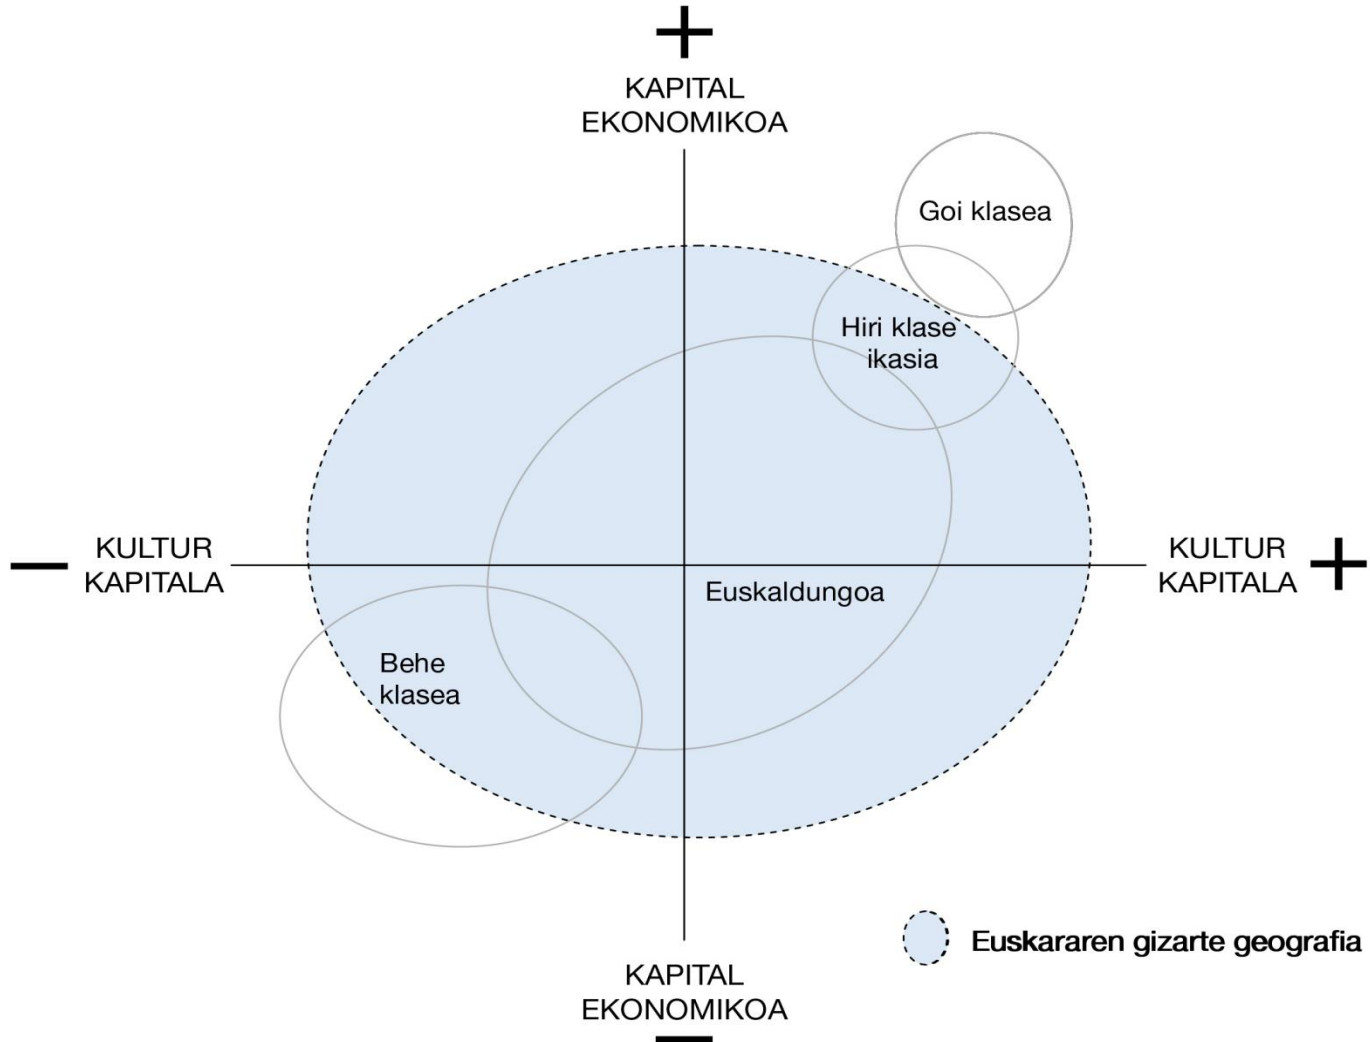 +
KAPITAL
EKONOMIKOA
Goi klasea
Hiri klase
ikasia
— KULTUR
KAPITALA
KULTUR
KAPITALA +
Euskaldungoa
Behe
klasea
Euskararen gizarte geografia
KAPITAL
EKONOMIKOA
—